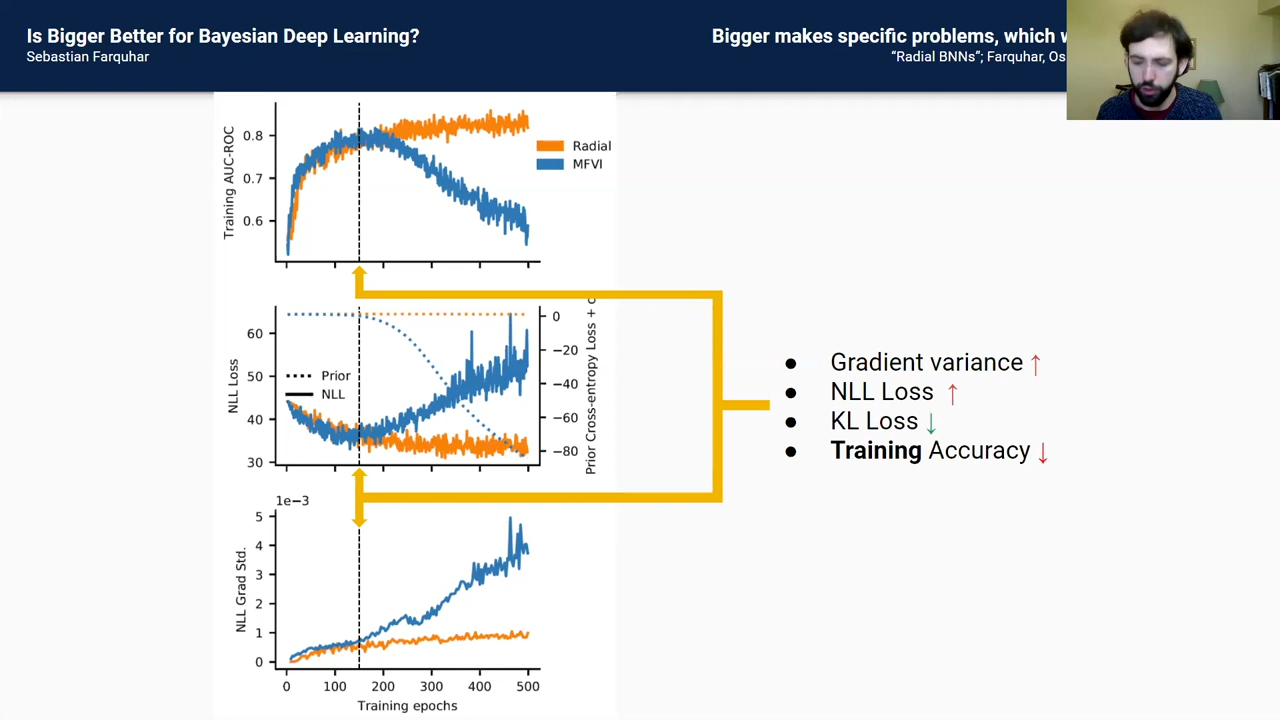 Is Bigger Better for Bayesian Deep Learning?
Sebastian Farquhar
Bigger makes specific problems, which
"Radial BNNs"; Farquhar,
Training AUC-ROC
0.8
0.7
0.6
Radial
MFVI
NLL Loss
60
50
40
30
Prior
NLL
0
−20
−40
−60
−80
Prior Cross-entropy Loss +
1e−3
NLL Grad Std.
5
4
3
2
1
0
0 100 200 300 400 500
Training epochs
● Gradient variance ↑
● NLL Loss ↑
● KL Loss ↓
● Training Accuracy ↓